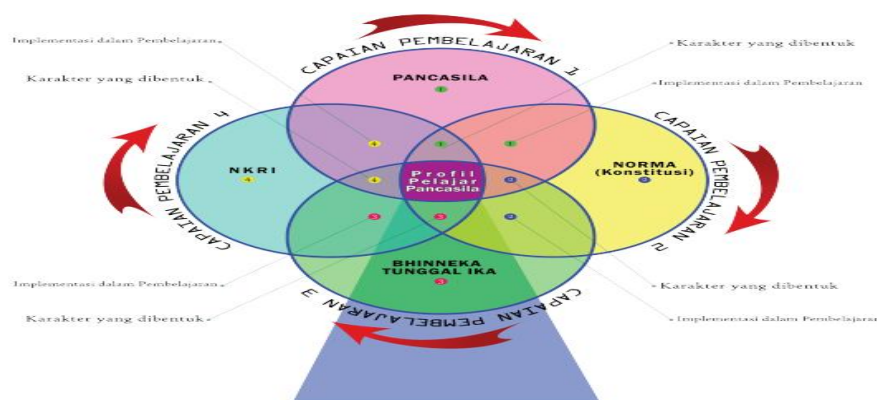 CAPAIAN PEMBELAJARAN 1
Implementasi dalam Pembelajaran
Karakter yang dibentuk
Karakter yang dibentuk
Implementasi dalam Pembelajaran
PANCASILA
1
CAPAIAN PEMBELAJARAN 4
CAPAIAN PEMBELAJARAN 2
4
1
1
NKRI
4
4
Profil
Pelajar
Pancasila
2
NORMA
(Konstitusi)
2
3
3
2
BHINNEKA
TUNGGAL IKA
3
Implementasi dalam Pembelajaran
Karakter yang dibentuk
Karakter yang dibentuk
Implementasi dalam Pembelajaran
CAPAIAN PEMBELAJARAN 3